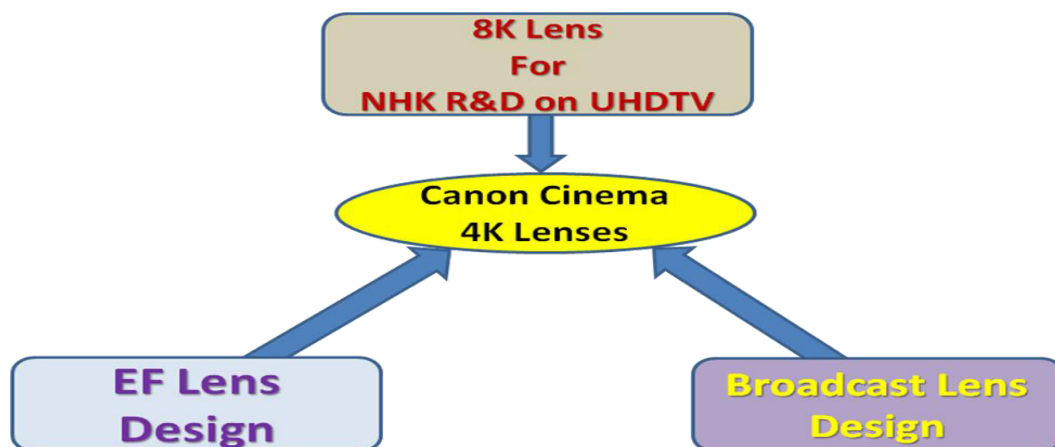 8K Lens
For
NHK R&D on UHDTV
Canon Cinema
4K Lenses
EF Lens
Design
Broadcast Lens
Design